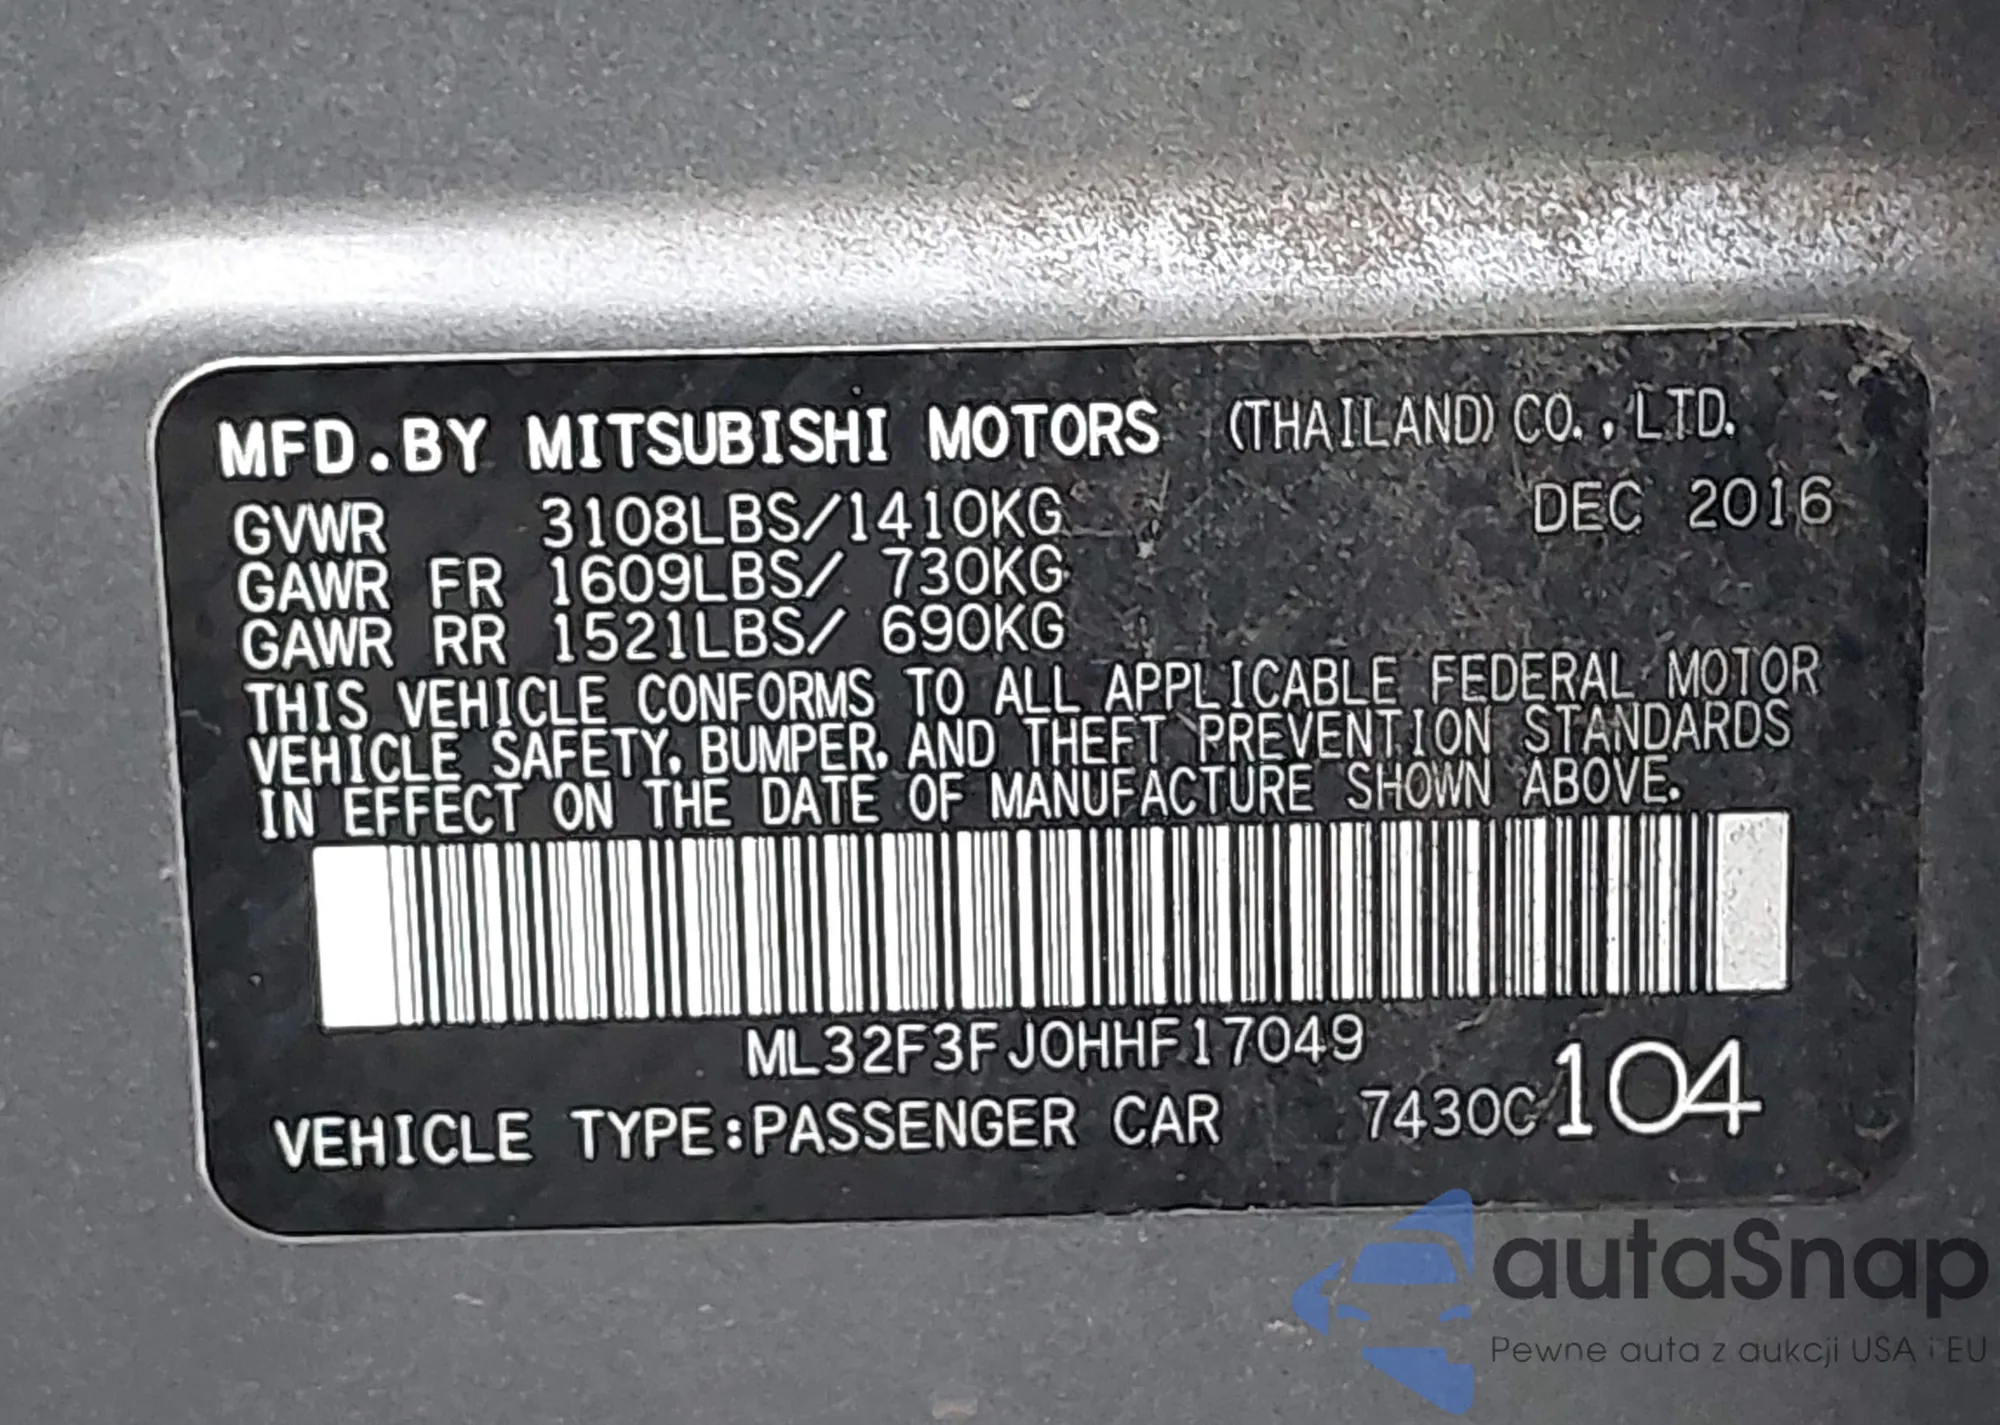 MFD.BY MITSUBISHI MOTORS (THAILAND) CO.,LTD.
DEC 2016
GVWR 3108LBS/1410KG
GAWR FR 1609LBS/ 730KG
GAWR RR 1521LBS/ 690KG
THIS VEHICLE CONFORMS TO ALL APPLICABLE FEDERAL MOTOR
VEHICLE SAFETY, BUMPER, AND THEFT PREVENTION STANDARDS
IN EFFECT ON THE DATE OF MANUFACTURE SHOWN ABOVE.
ML32F3FJ0HHF17049
VEHICLE TYPE:PASSENGER CAR 7430C 104
autaSnap
Pewne auta z aukcji USA i EU